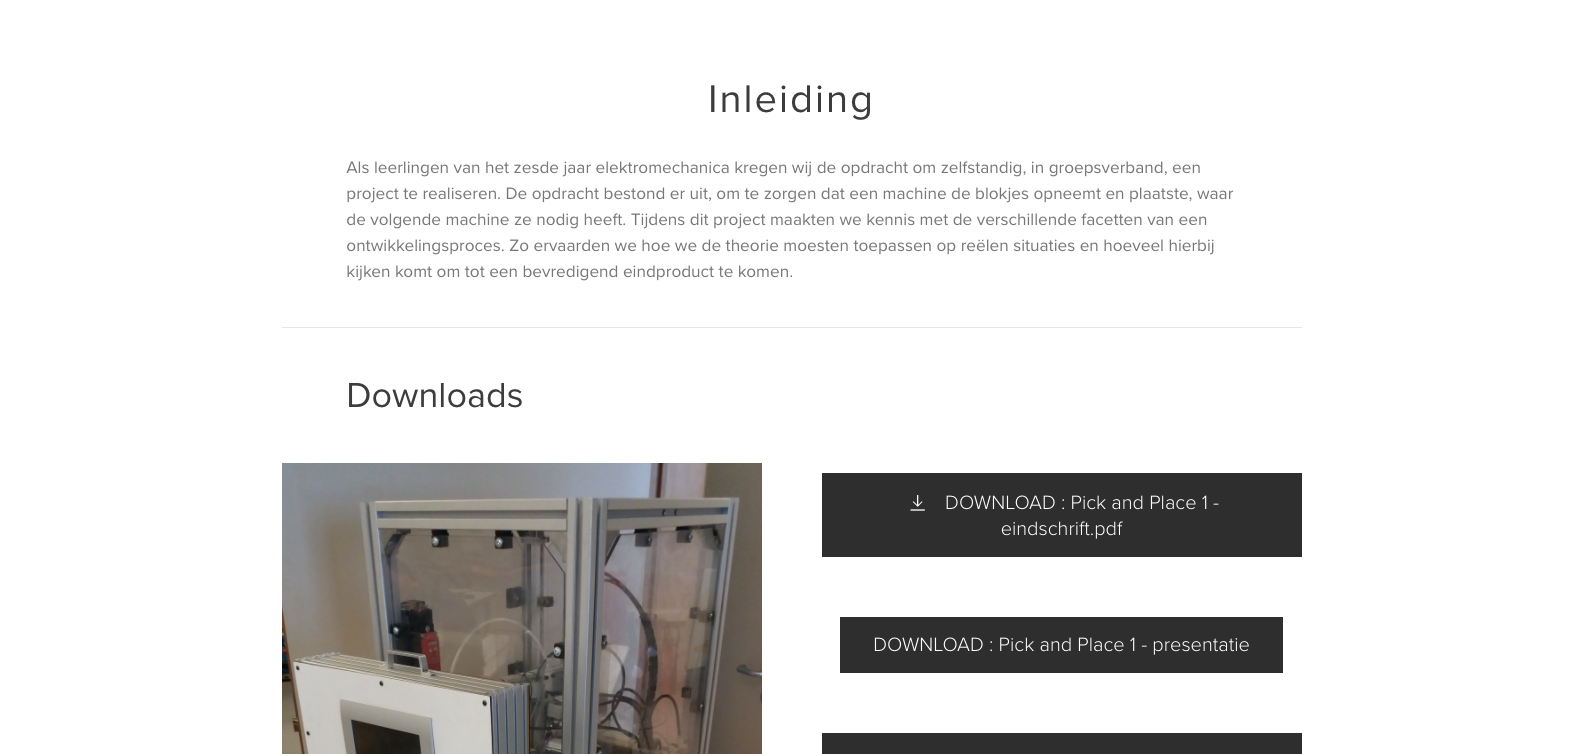 Inleiding
Als leerlingen van het zesde jaar elektromechanica kregen wij de opdracht om zelfstandig, in groepsverband, een
project te realiseren. De opdracht bestond er uit, om te zorgen dat een machine de blokjes opneemt en plaatste, waar
de volgende machine ze nodig heeft. Tijdens dit project maakten we kennis met de verschillende facetten van een
ontwikkelingsproces. Zo ervaarden we hoe we de theorie moesten toepassen op reëlen situaties en hoeveel hierbij
kijken komt om tot een bevredigend eindproduct te komen.
Downloads
DOWNLOAD : Pick and Place 1 -
eindschrift.pdf
DOWNLOAD : Pick and Place 1 - presentatie